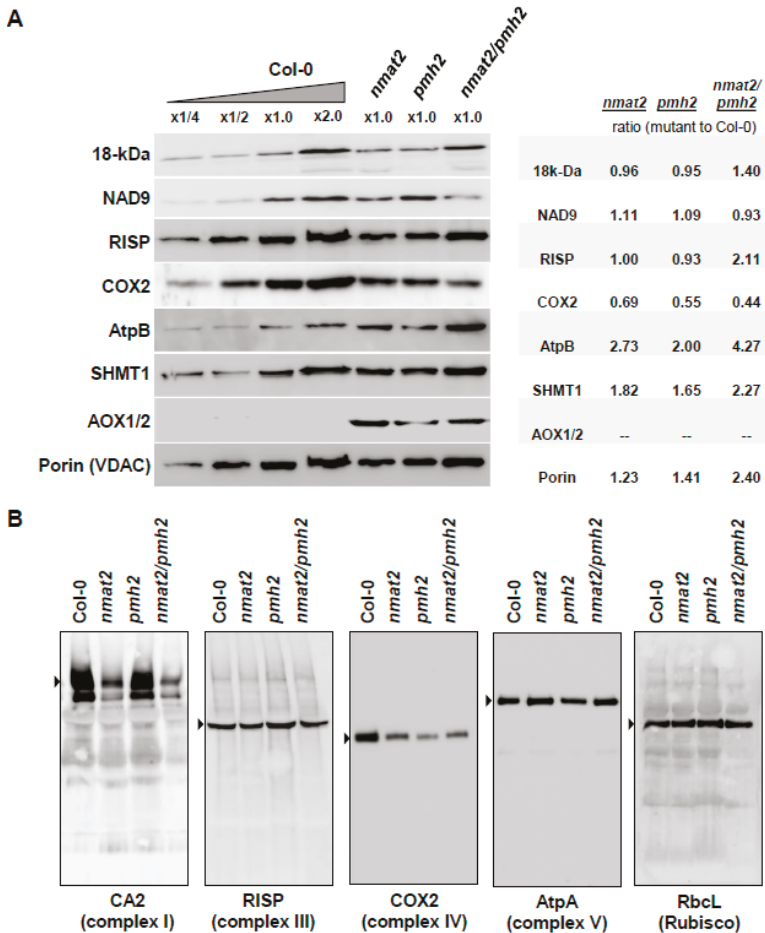 A
Col-0
nmat2
pmh2
nmat2/pmh2
x1/4 x1/2 x1.0 x2.0 x1.0 x1.0 x1.0
nmat2 pmh2 nmat2/
pmh2
ratio (mutant to Col-0)
18-kDa
NAD9
RISP
COX2
AtpB
SHMT1
AOX1/2
Porin (VDAC)
18k-Da 0.96 0.95 1.40
NAD9 1.11 1.09 0.93
RISP 1.00 0.93 2.11
COX2 0.69 0.55 0.44
AtpB 2.73 2.00 4.27
SHMT1 1.82 1.65 2.27
AOX1/2 -- -- --
Porin 1.23 1.41 2.40
B
Col-0 nmat2 pmh2 nmat2/pmh2
Col-0 nmat2 pmh2 nmat2/pmh2
Col-0 nmat2 pmh2 nmat2/pmh2
Col-0 nmat2 pmh2 nmat2/pmh2
Col-0 nmat2 pmh2 nmat2/pmh2
CA2
(complex I)
RISP
(complex III)
COX2
(complex IV)
AtpA
(complex V)
RbcL
(Rubisco)